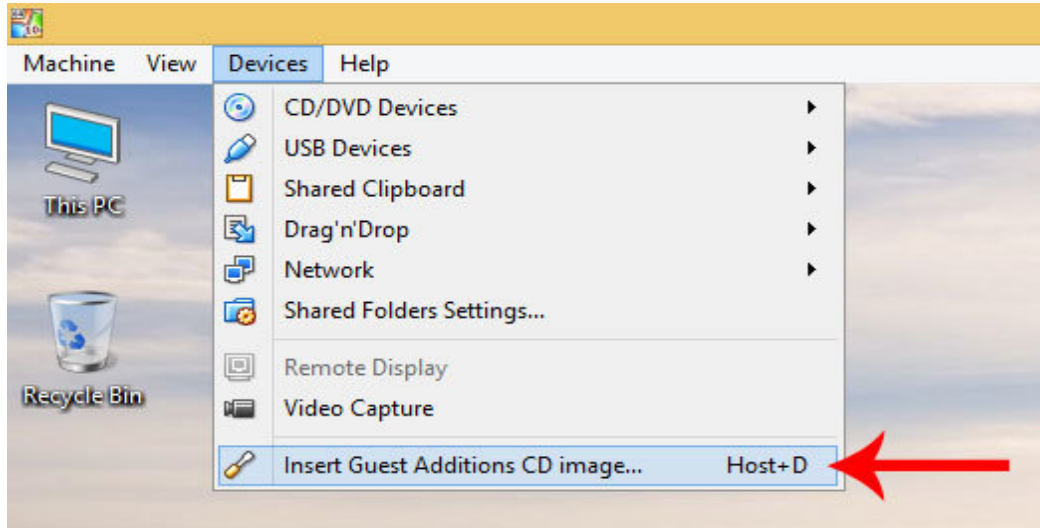 Machine View Devices Help
CD/DVD Devices
USB Devices
Shared Clipboard
Drag'n'Drop
Network
Shared Folders Settings...
Remote Display
Video Capture
Insert Guest Additions CD image... Host+D
This PC
Recycle Bin